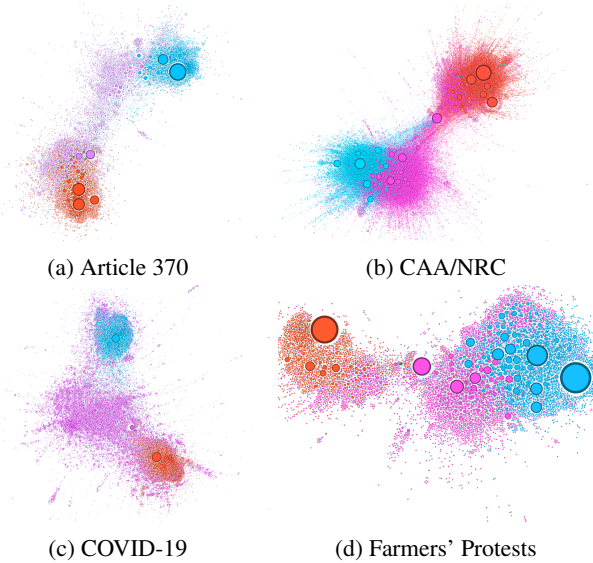 (a) Article 370
(b) CAA/NRC
(c) COVID-19
(d) Farmers' Protests